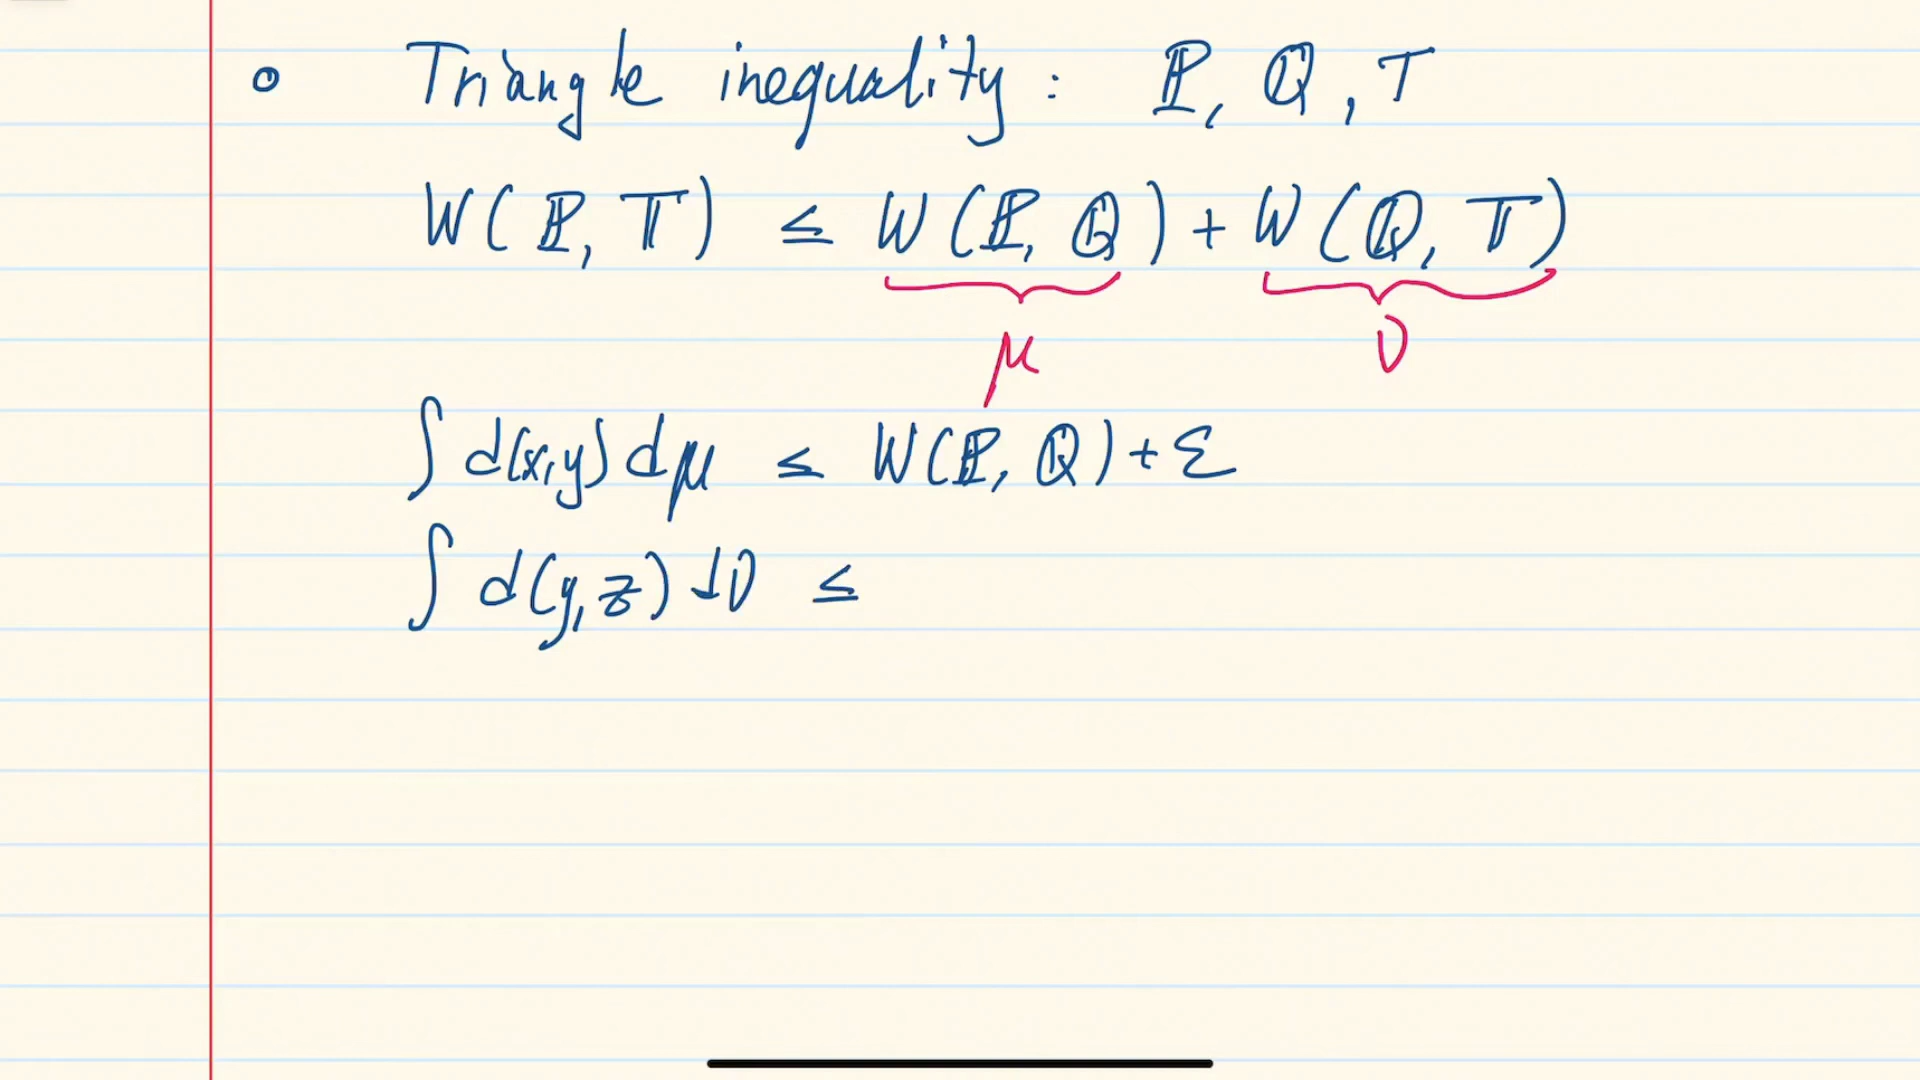 Triangle inequality: ℙ, ℚ, T
W(ℙ, 𝕋) ≤ W(ℙ, ℚ) + W(ℚ, 𝕋)
μ ν
∫ d(x,y) dμ ≤ W(ℙ, ℚ) + ε
∫ d(y,z) dν ≤